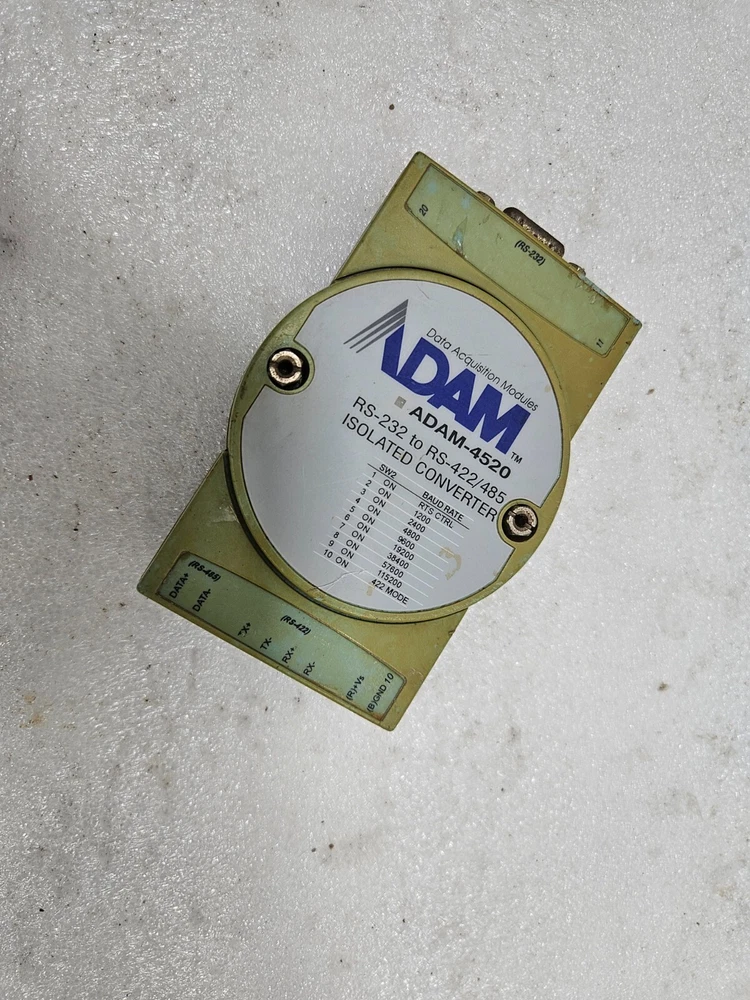 20
(RS-232)
11
Data Acquisition Modules
ADAM™
ADAM-4520
RS-232 to RS-422/485
ISOLATED CONVERTER
SW2 BAUD RATE
1 ON RTS CTRL
2 ON 1200
3 ON 2400
4 ON 4800
5 ON 9600
6 ON 19200
7 ON 38400
8 ON 57600
9 ON 115200
10 ON 422 MODE
(RS-485)
DATA+
DATA-
(RS-422)
TX+
TX-
RX+
RX-
(R)+Vs
(B)GND 10